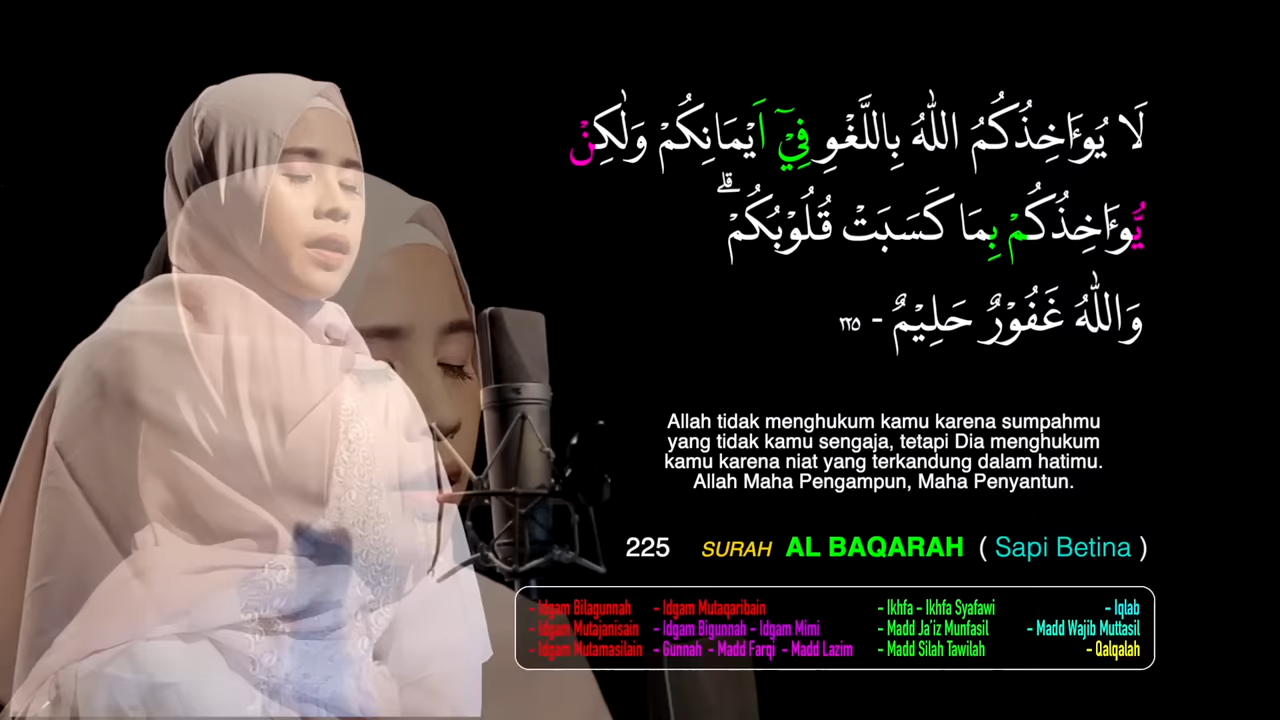 لَا يُؤَاخِذُكُمُ اللّٰهُ بِاللَّغْوِ فِيْٓ اَيْمَانِكُمْ وَلٰكِنْ
يُّؤَاخِذُكُمْ بِمَا كَسَبَتْ قُلُوْبُكُمْ ۗ
وَاللّٰهُ غَفُوْرٌ حَلِيْمٌ - ٢٢٥
Allah tidak menghukum kamu karena sumpahmu
yang tidak kamu sengaja, tetapi Dia menghukum
kamu karena niat yang terkandung dalam hatimu.
Allah Maha Pengampun, Maha Penyantun.
225 SURAH AL BAQARAH ( Sapi Betina )
- Idgam Bilagunnah - Idgam Mutaqaribain - Ikhfa - Ikhfa Syafawi - Iqlab
- Idgam Mutajanisain - Idgam Bigunnah - Idgam Mimi - Madd Ja'iz Munfasil - Madd Wajib Muttasil
- Idgam Mutamasilain - Gunnah - Madd Farqi - Madd Lazim - Madd Silah Tawilah - Qalqalah